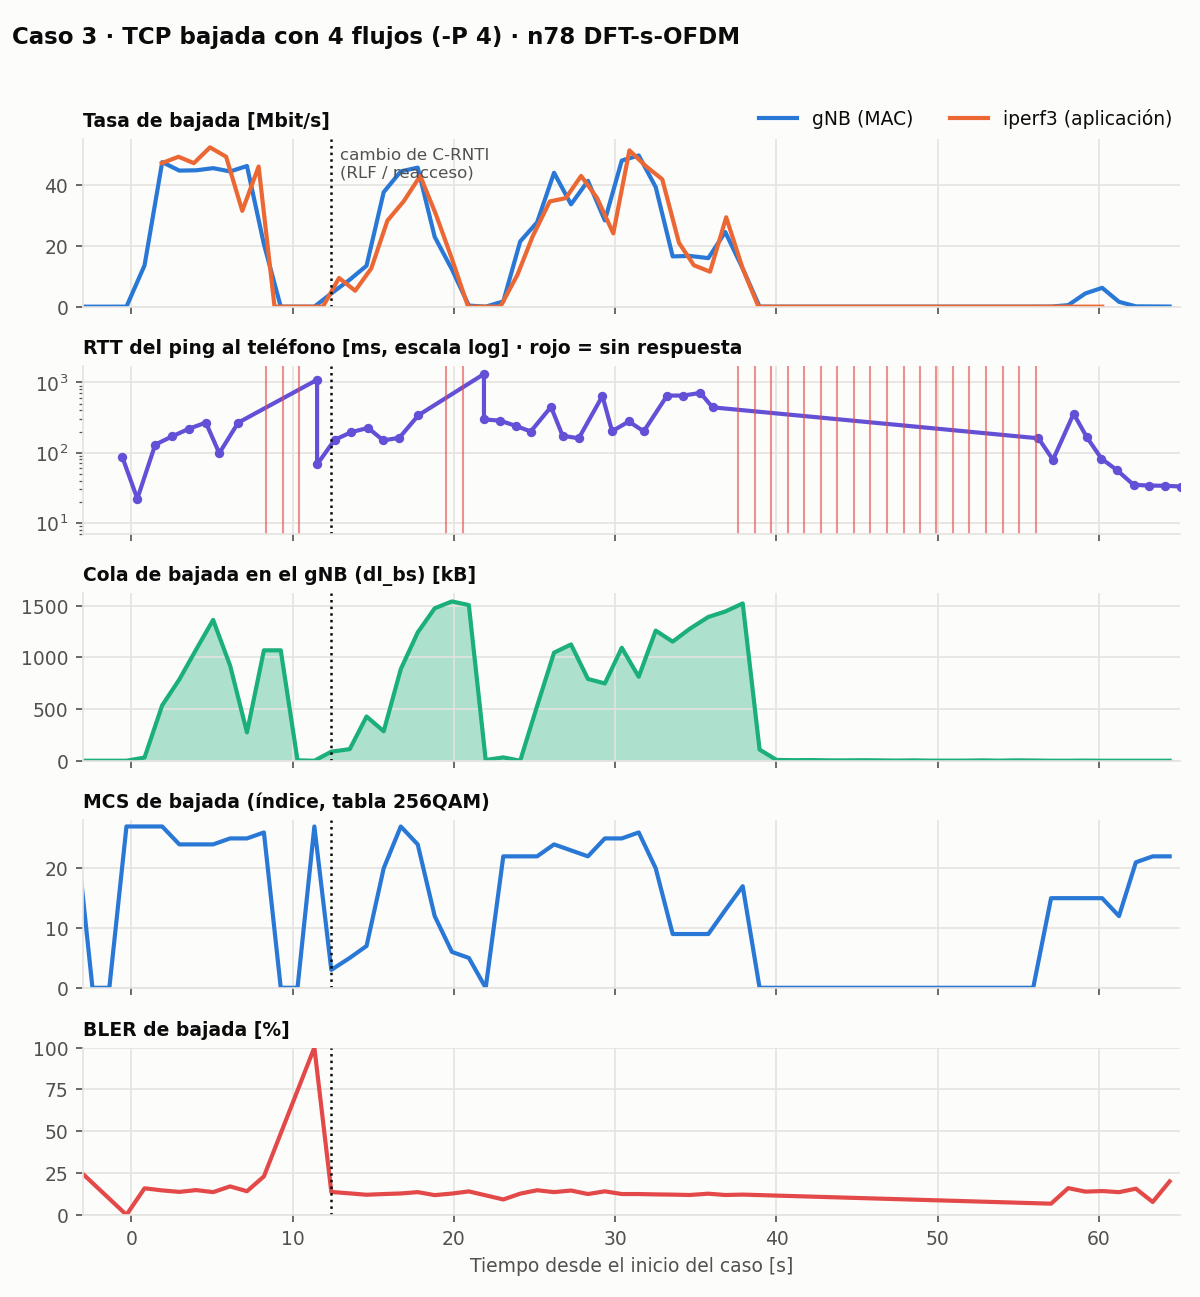 Caso 3 · TCP bajada con 4 flujos (-P 4) · n78 DFT-s-OFDM
Tasa de bajada [Mbit/s]
gNB (MAC)
iperf3 (aplicación)
cambio de C-RNTI
(RLF / reacceso)
40
20
0
RTT del ping al teléfono [ms, escala log] · rojo = sin respuesta
10³
10²
10¹
Cola de bajada en el gNB (dl_bs) [kB]
1500
1000
500
0
MCS de bajada (índice, tabla 256QAM)
20
10
0
BLER de bajada [%]
100
75
50
25
0
0 10 20 30 40 50 60
Tiempo desde el inicio del caso [s]